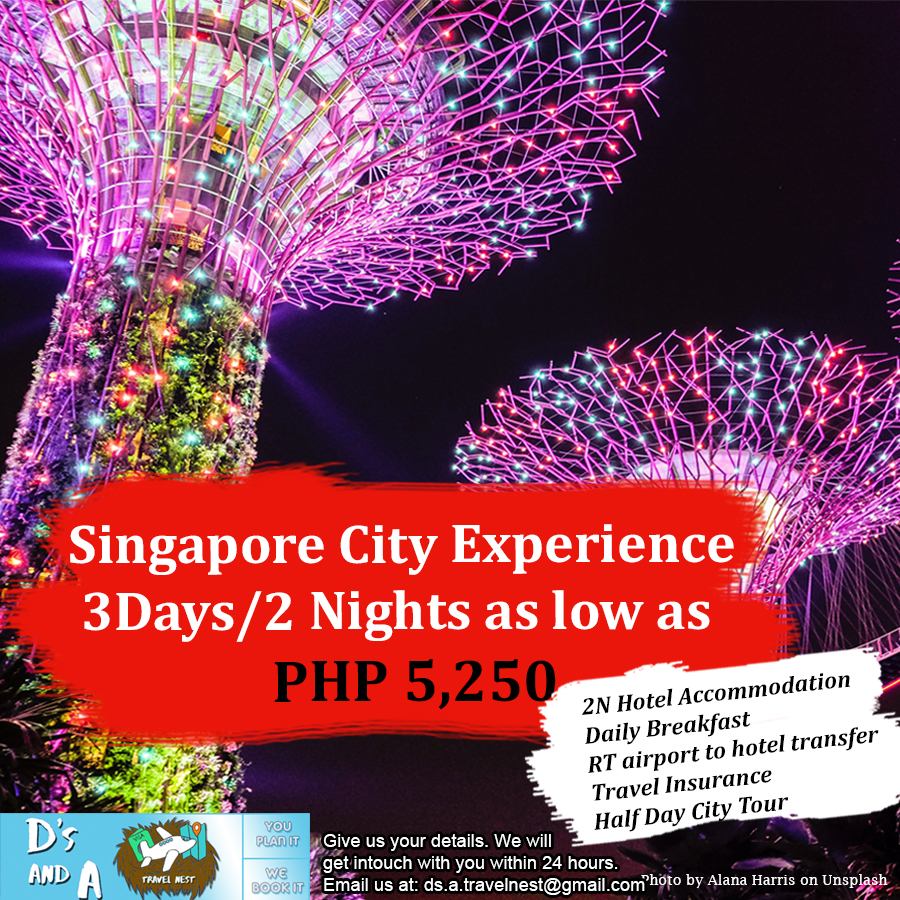 Singapore City Experience
3Days/2 Nights as low as
PHP 5,250
2N Hotel Accommodation
Daily Breakfast
RT airport to hotel transfer
Travel Insurance
Half Day City Tour
D's
AND A
TRAVEL NEST
YOU
PLAN IT
WE
BOOK IT
Give us your details. We will
get intouch with you within 24 hours.
Email us at: ds.a.travelnest@gmail.com
Photo by Alana Harris on Unsplash